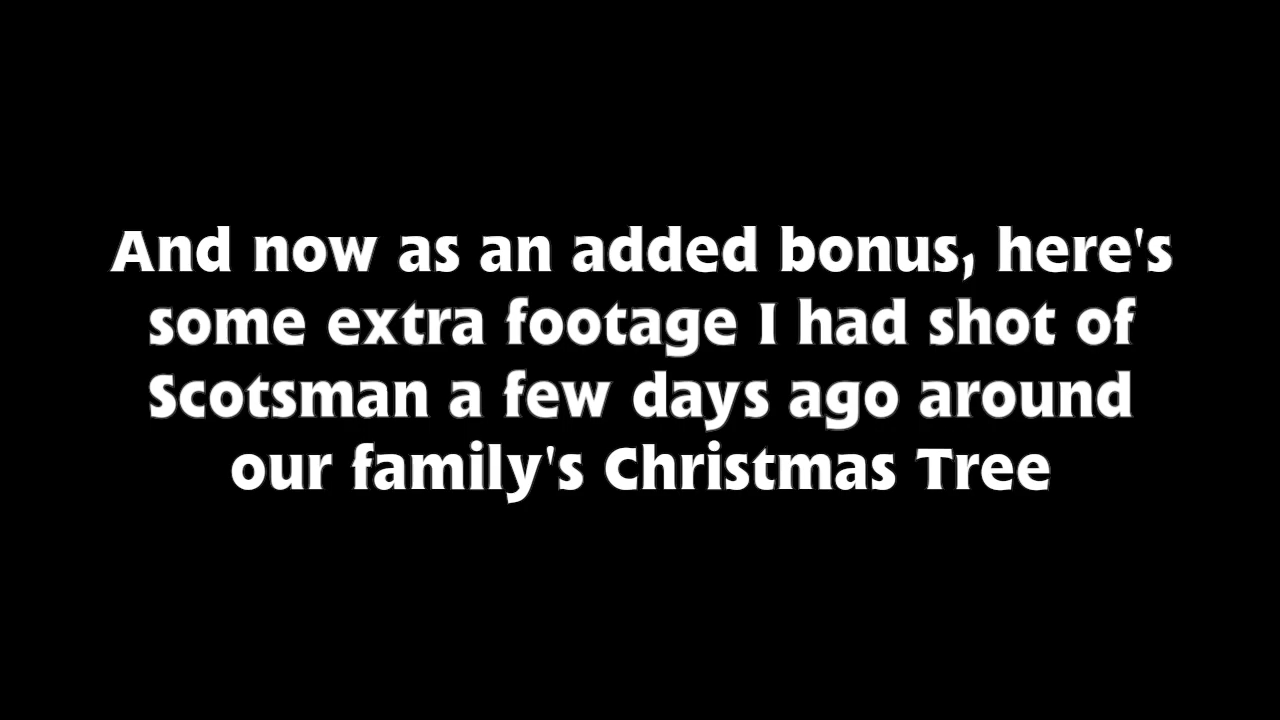 And now as an added bonus, here's
some extra footage I had shot of
Scotsman a few days ago around
our family's Christmas Tree